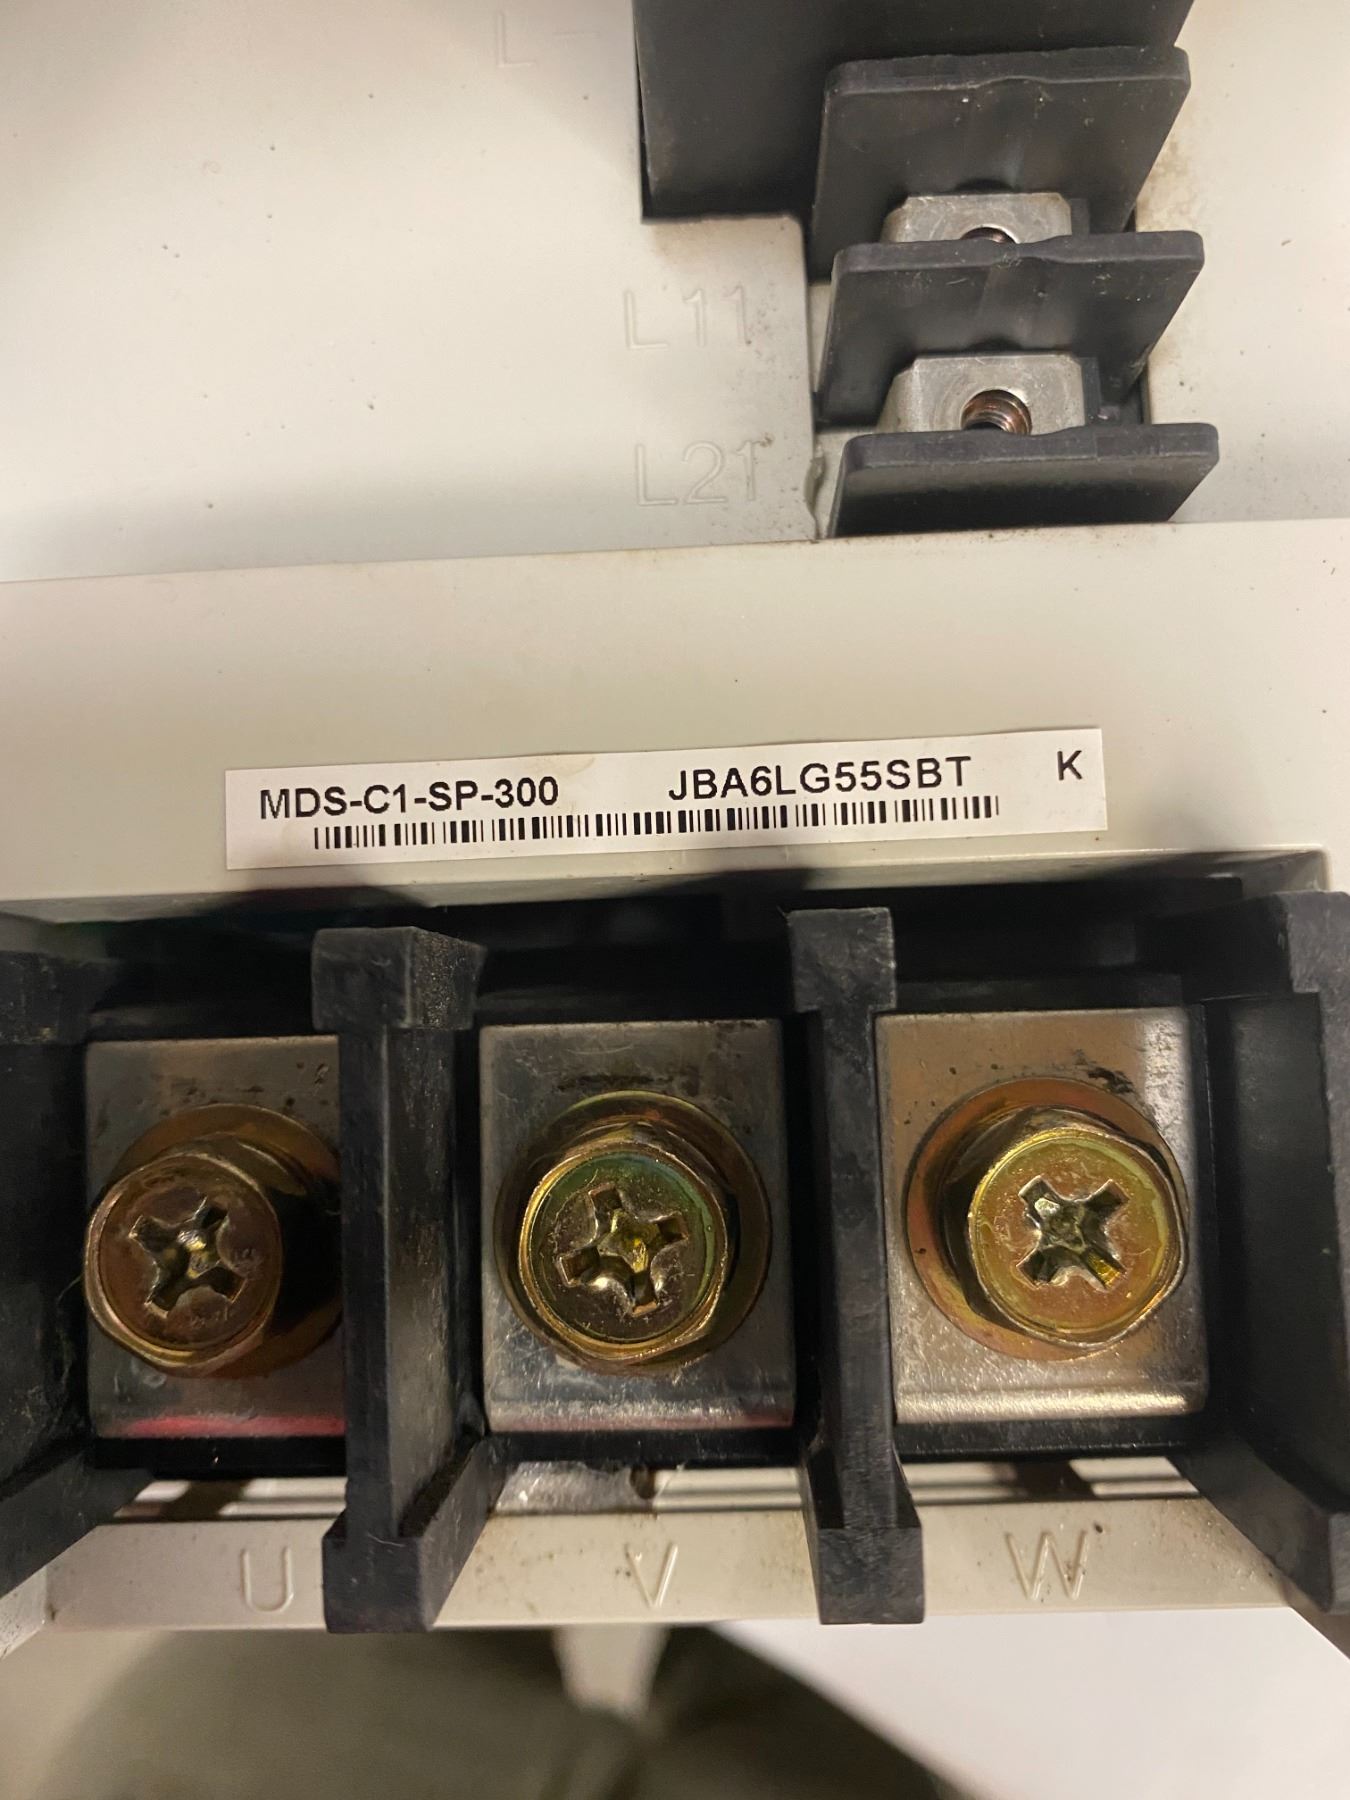 L-
L11
L21
MDS-C1-SP-300 JBA6LG55SBT K
U V W